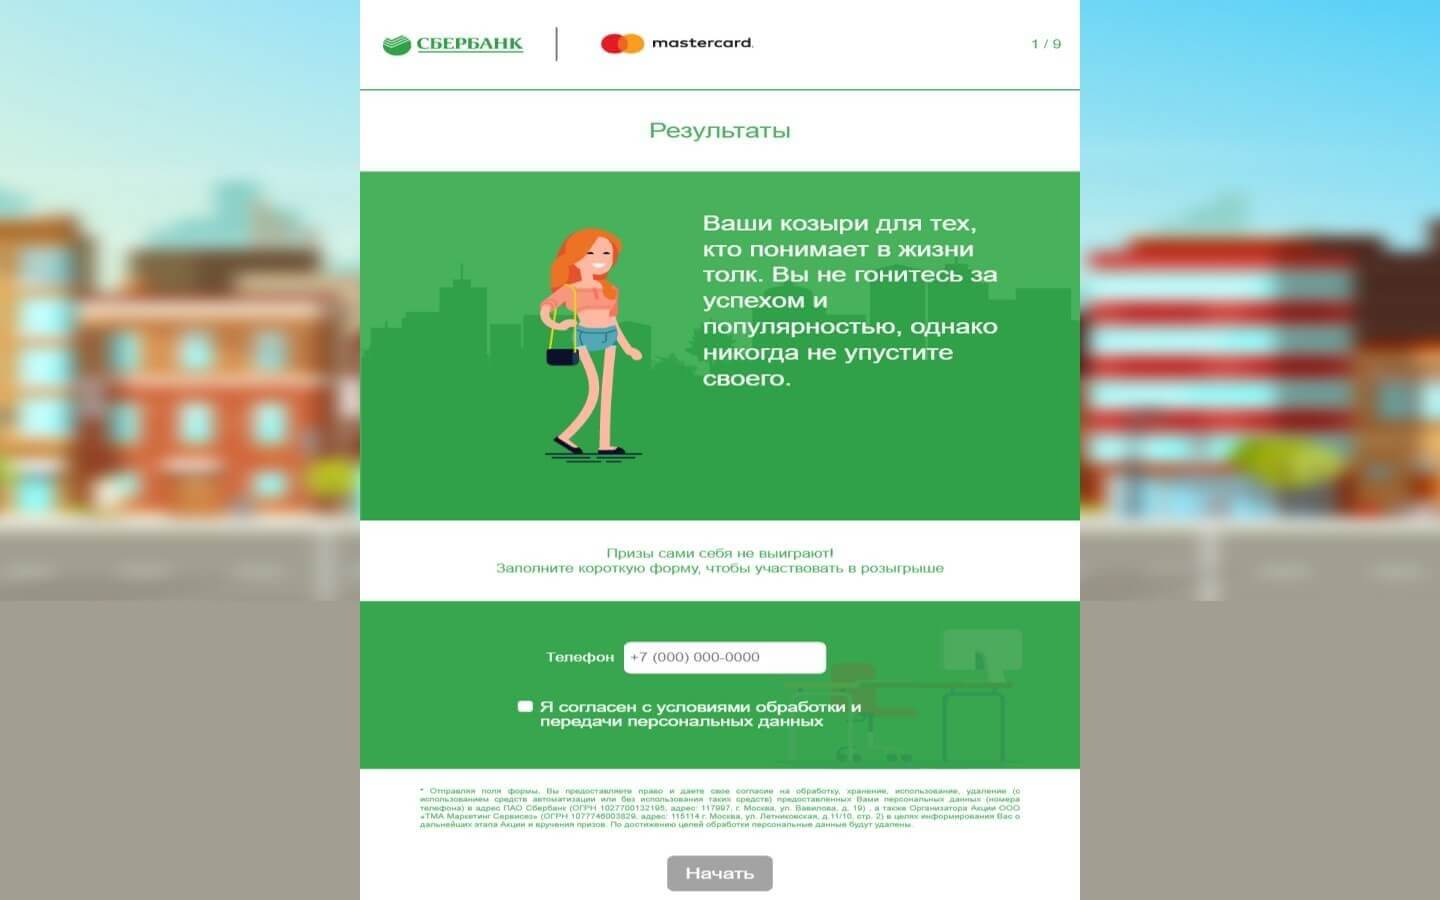 СБЕРБАНК
mastercard.
1 / 9
Результаты
Ваши козыри для тех,
кто понимает в жизни
толк. Вы не гонитесь за
успехом и
популярностью, однако
никогда не упустите
своего.
Призы сами себя не выиграют!
Заполните короткую форму, чтобы участвовать в розыгрыше
Телефон +7 (000) 000-0000
Я согласен с условиями обработки и
передачи персональных данных
* Отправляя поля формы, Вы предоставляете право и даете свое согласие на обработку, хранение, использование, удаление (с
использованием средств автоматизации или без использования таких средств) предоставленных Вами персональных данных (номера
телефона) в адрес ПАО Сбербанк (ОГРН 1027700132195, адрес: 117997, г. Москва, ул. Вавилова, д. 19) , а также Организатора Акции ООО
«ТМА Маркетинг Сервисез» (ОГРН 1077746003829, адрес: 115114 г. Москва, ул. Летниковская, д.11/10, стр. 2) в целях информирования Вас о
дальнейших этапа Акции и вручения призов. По достижению целей обработки персональные данные будут удалены.
Начать